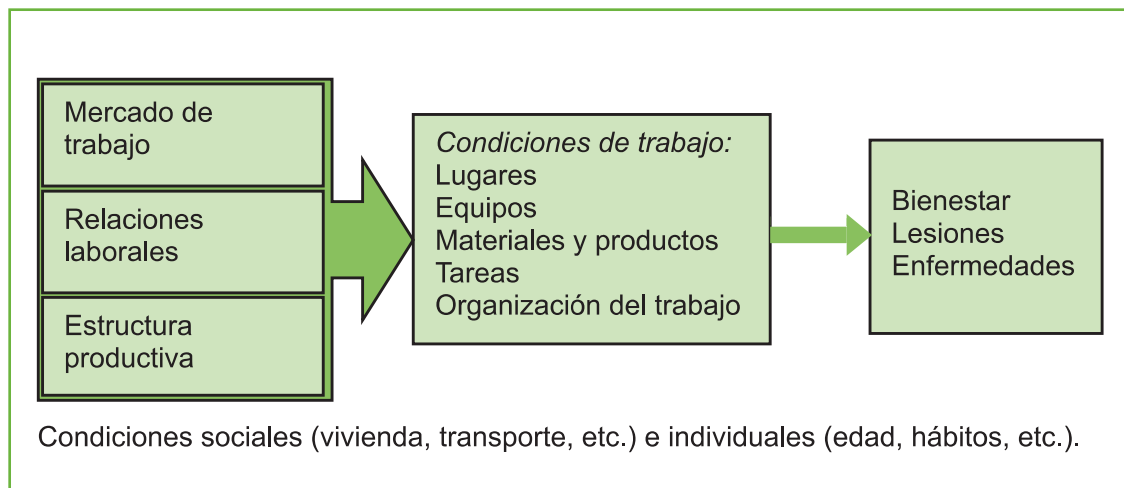 Mercado de
trabajo
Relaciones
laborales
Estructura
productiva
Condiciones de trabajo:
Lugares
Equipos
Materiales y productos
Tareas
Organización del trabajo
Bienestar
Lesiones
Enfermedades
Condiciones sociales (vivienda, transporte, etc.) e individuales (edad, hábitos, etc.).